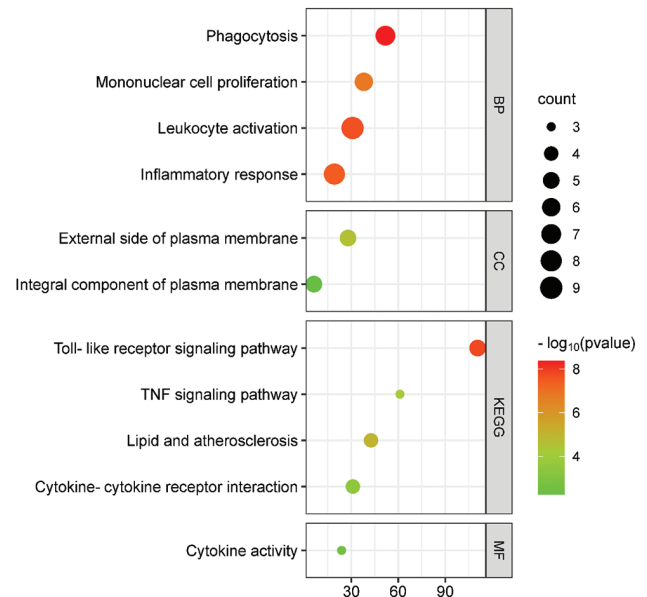 Phagocytosis
Mononuclear cell proliferation
Leukocyte activation
Inflammatory response
BP
External side of plasma membrane
Integral component of plasma membrane
CC
Toll- like receptor signaling pathway
TNF signaling pathway
Lipid and atherosclerosis
Cytokine- cytokine receptor interaction
KEGG
Cytokine activity
MF
30 60 90
count
3
4
5
6
7
8
9
- log10(pvalue)
8
6
4